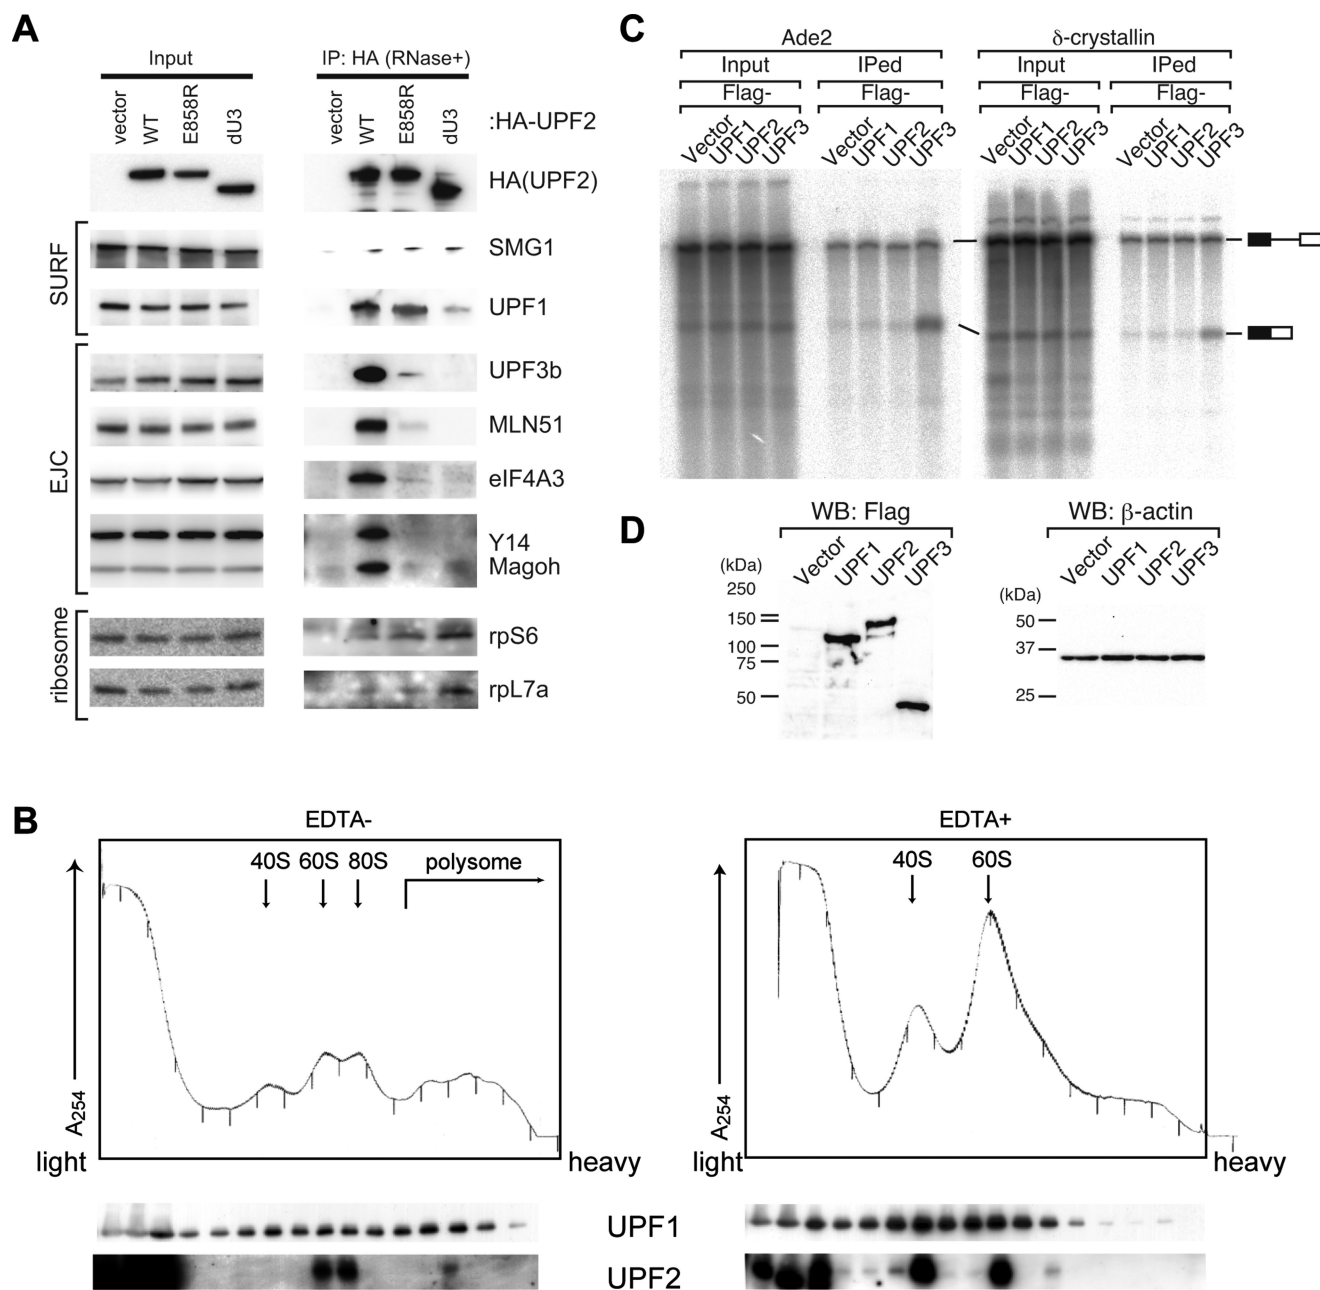 A
Input
IP: HA (RNase+)
vector
WT
E858R
dU3
vector
WT
E858R
dU3
:HA-UPF2
HA(UPF2)
SURF
SMG1
UPF1
EJC
UPF3b
MLN51
eIF4A3
Y14
Magoh
ribosome
rpS6
rpL7a
C
Ade2
δ-crystallin
Input
IPed
Input
IPed
Flag-
Flag-
Flag-
Flag-
Vector
UPF1
UPF2
UPF3
Vector
UPF1
UPF2
UPF3
Vector
UPF1
UPF2
UPF3
Vector
UPF1
UPF2
UPF3
D
WB: Flag
WB: β-actin
Vector
UPF1
UPF2
UPF3
Vector
UPF1
UPF2
UPF3
(kDa)
250
150
100
75
50
(kDa)
50
37
25
B
EDTA-
40S 60S 80S polysome
A254
light
heavy
EDTA+
40S 60S
A254
light
heavy
UPF1
UPF2